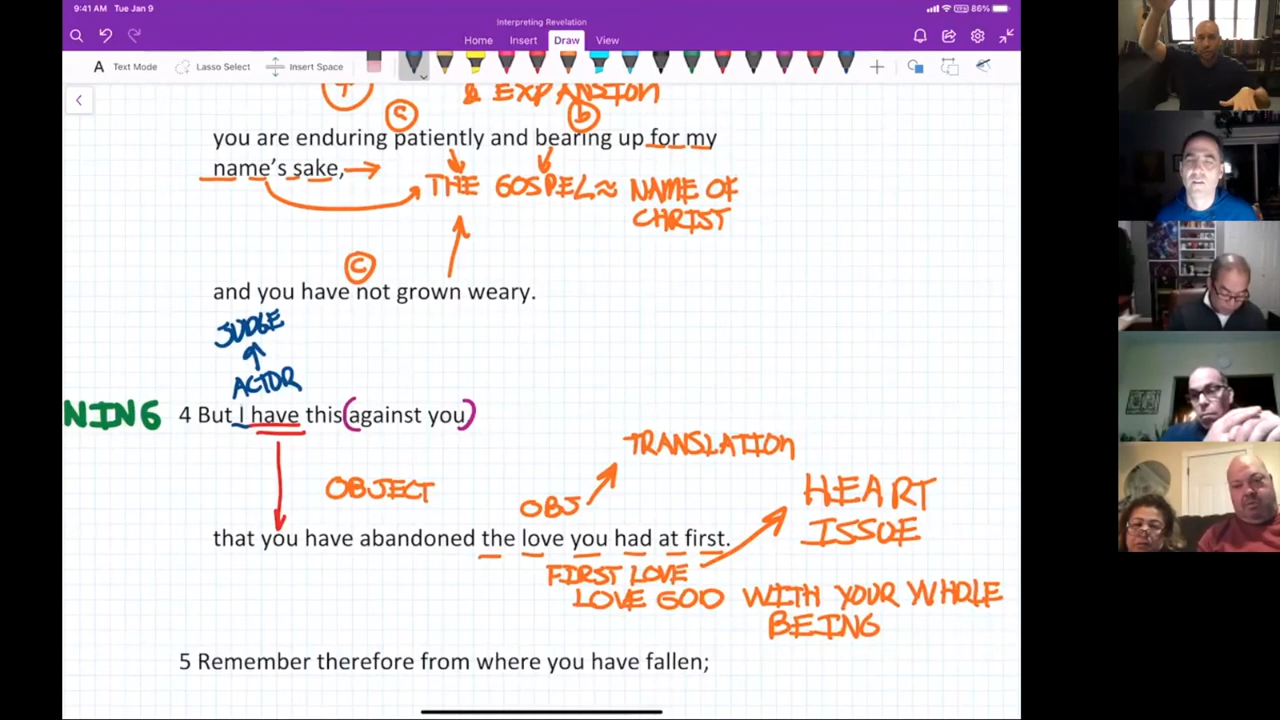 9:41 AM Tue Jan 9
86%
Interpreting Revelation
Home Insert Draw View
A Text Mode Lasso Select Insert Space
& EXPANSION
a b
you are enduring patiently and bearing up for my
name's sake,
THE GOSPEL ≈ NAME OF
CHRIST
c
and you have not grown weary.
JUDGE
ACTOR
NING 4 But I have this (against you)
TRANSLATION
OBJECT
OBJ
HEART
ISSUE
that you have abandoned the love you had at first.
FIRST LOVE
LOVE GOD WITH YOUR WHOLE
BEING
5 Remember therefore from where you have fallen;